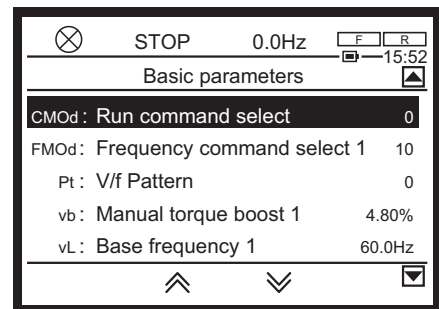 STOP 0.0Hz F R
15:52
Basic parameters
CMOd : Run command select 0
FMOd : Frequency command select 1 10
Pt : V/f Pattern 0
vb : Manual torque boost 1 4.80%
vL : Base frequency 1 60.0Hz